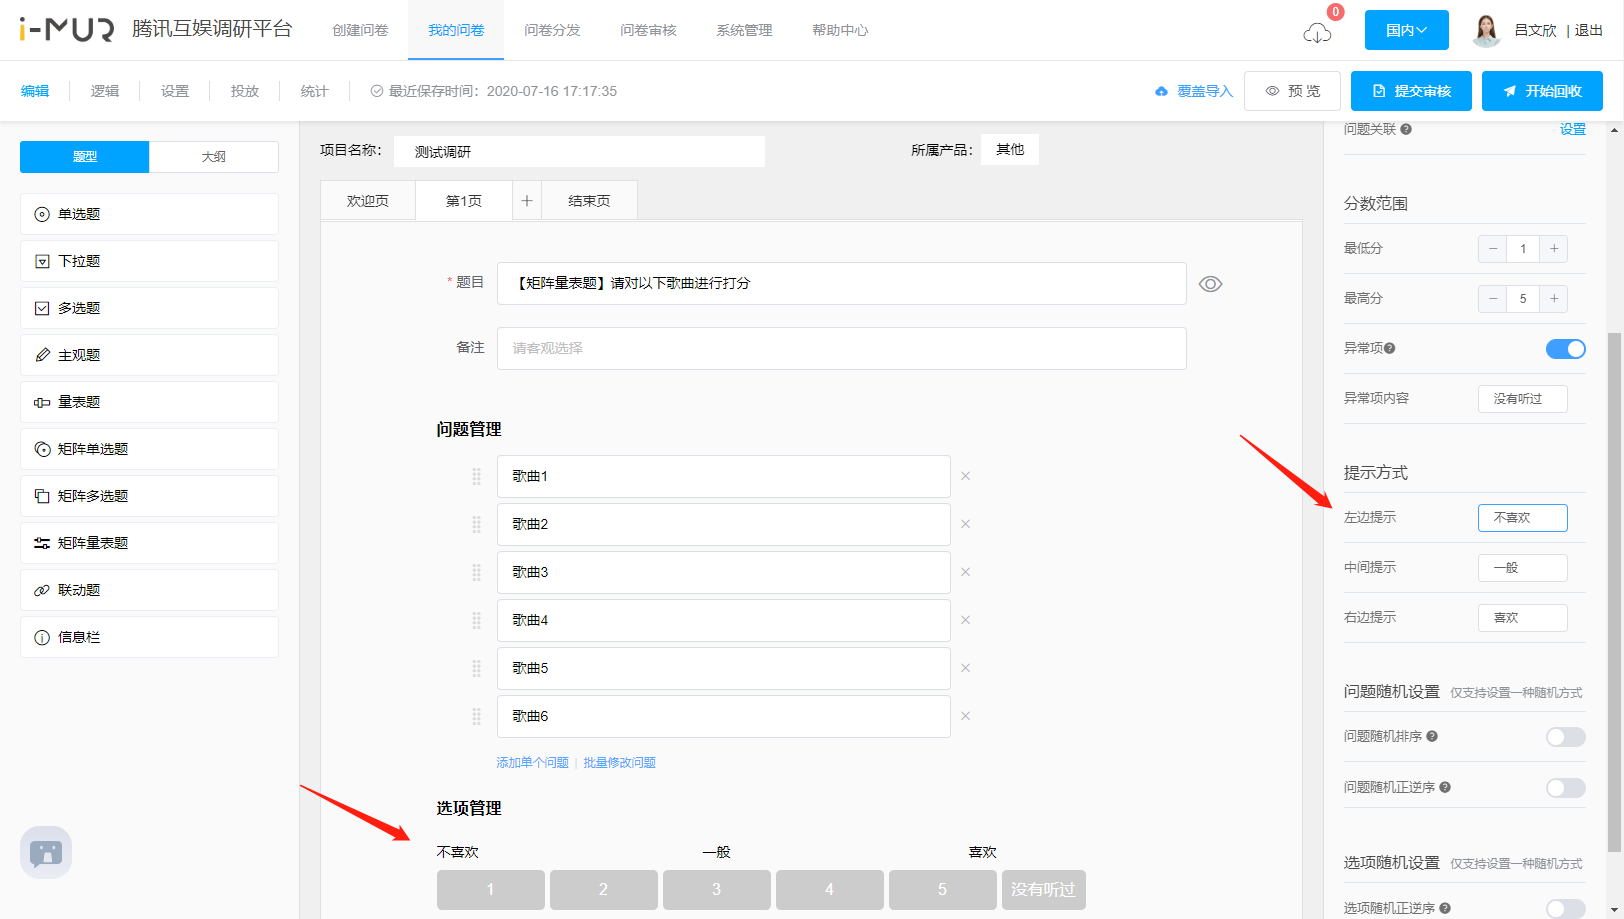 i-MUR 腾讯互娱调研平台 创建问卷 我的问卷 问卷分发 问卷审核 系统管理 帮助中心 0 国内 吕文欣 | 退出
编辑 逻辑 设置 投放 统计 最近保存时间：2020-07-16 17:17:35 覆盖导入 预 览 提交审核 开始回收
题型 大纲
单选题
下拉题
多选题
主观题
量表题
矩阵单选题
矩阵多选题
矩阵量表题
联动题
信息栏
项目名称： 测试调研 所属产品： 其他
欢迎页 第1页 + 结束页
* 题目 【矩阵量表题】请对以下歌曲进行打分
备注 请客观选择
问题管理
歌曲1
歌曲2
歌曲3
歌曲4
歌曲5
歌曲6
添加单个问题 | 批量修改问题
选项管理
不喜欢 一般 喜欢
1 2 3 4 5 没有听过
问题关联 设置
分数范围
最低分 − 1 +
最高分 − 5 +
异常项
异常项内容 没有听过
提示方式
左边提示 不喜欢
中间提示 一般
右边提示 喜欢
问题随机设置 仅支持设置一种随机方式
问题随机排序
问题随机正逆序
选项随机设置 仅支持设置一种随机方式
选项随机正逆序